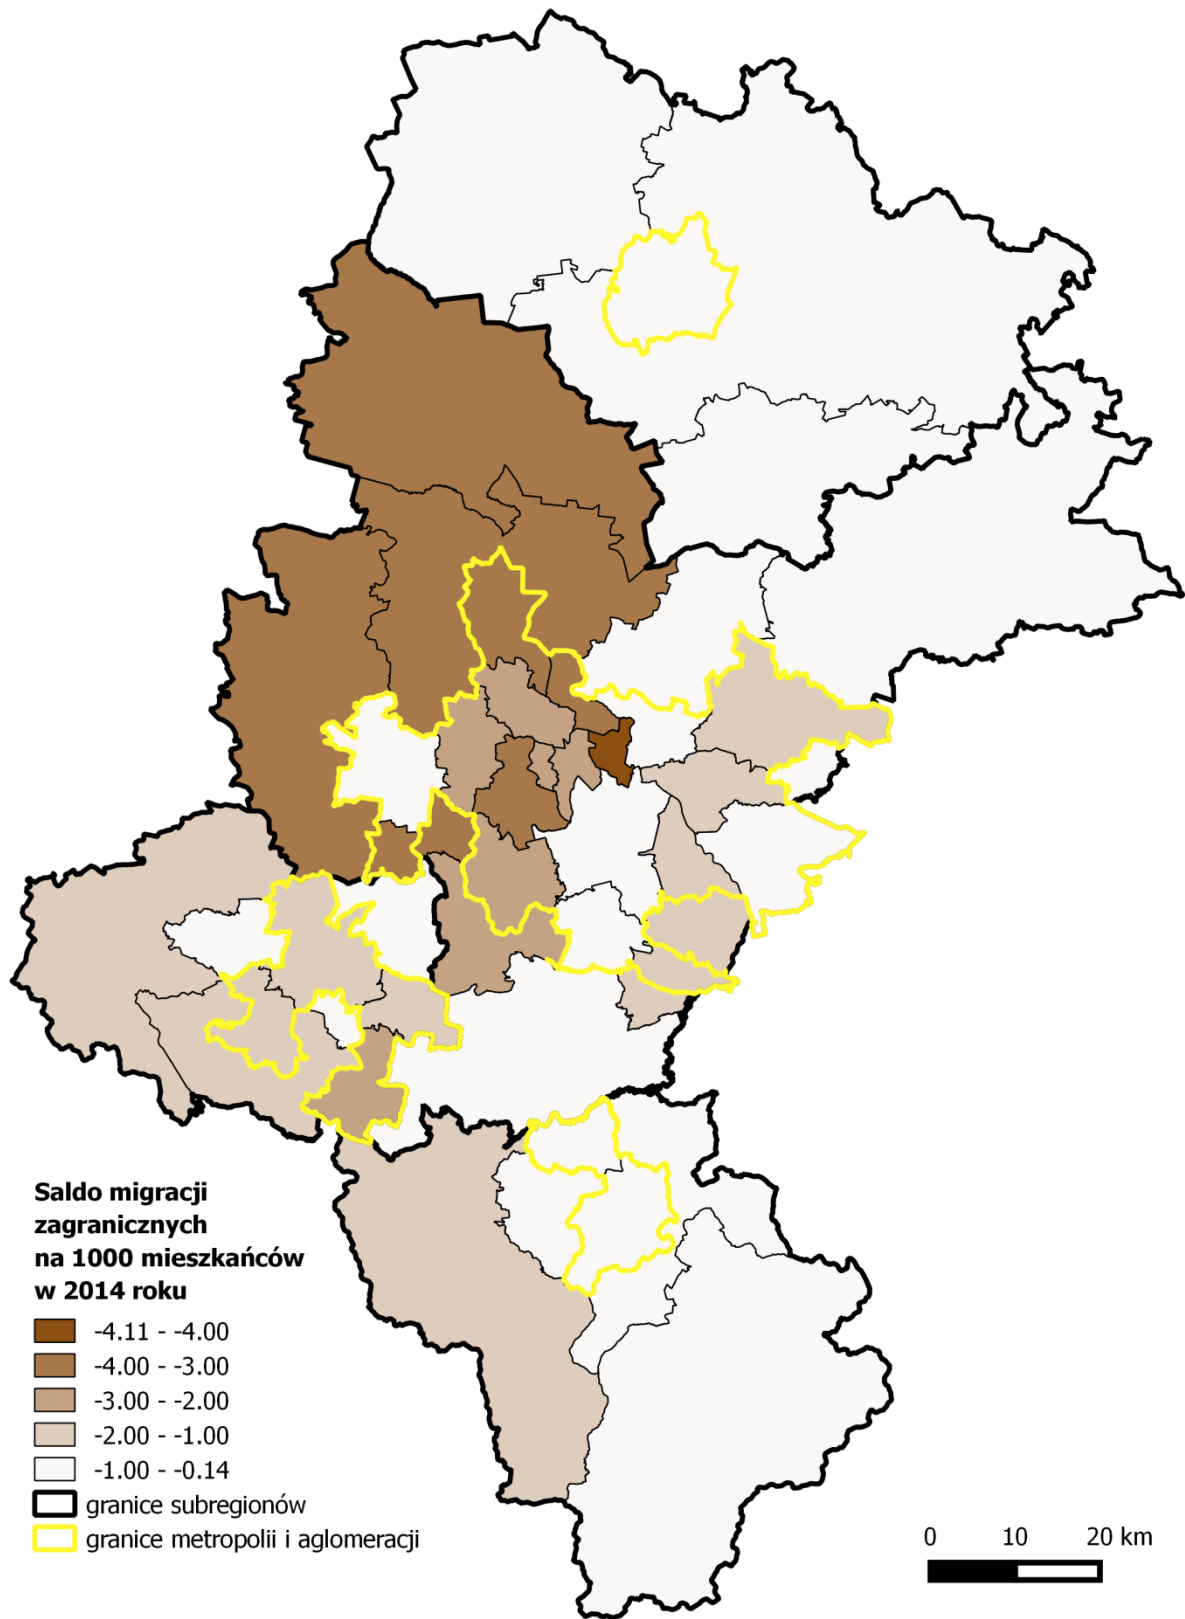 Saldo migracji
zagranicznych
na 1000 mieszkańców
w 2014 roku
-4.11 - -4.00
-4.00 - -3.00
-3.00 - -2.00
-2.00 - -1.00
-1.00 - -0.14
granice subregionów
granice metropolii i aglomeracji
0 10 20 km